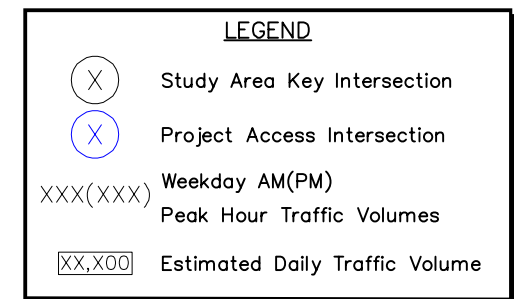 LEGEND
X Study Area Key Intersection
X Project Access Intersection
XXX(XXX) Weekday AM(PM)
Peak Hour Traffic Volumes
XX,X00 Estimated Daily Traffic Volume